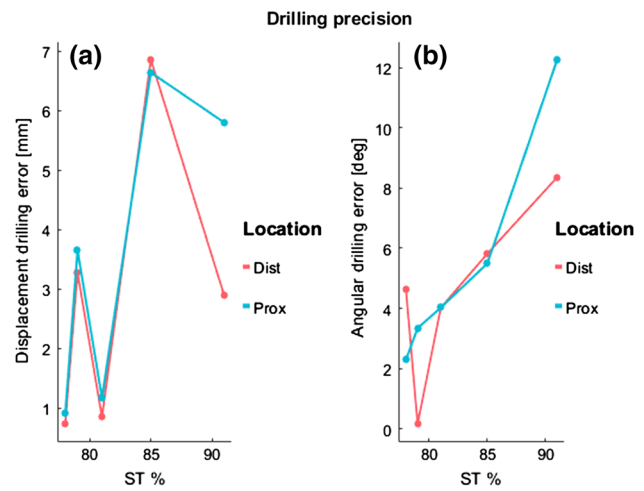 Drilling precision
(a)
Displacement drilling error [mm]
7
6
5
4
3
2
1
80 85 90
ST %
Location
Dist
Prox
(b)
Angular drilling error [deg]
12
10
8
6
4
2
0
80 85 90
ST %
Location
Dist
Prox